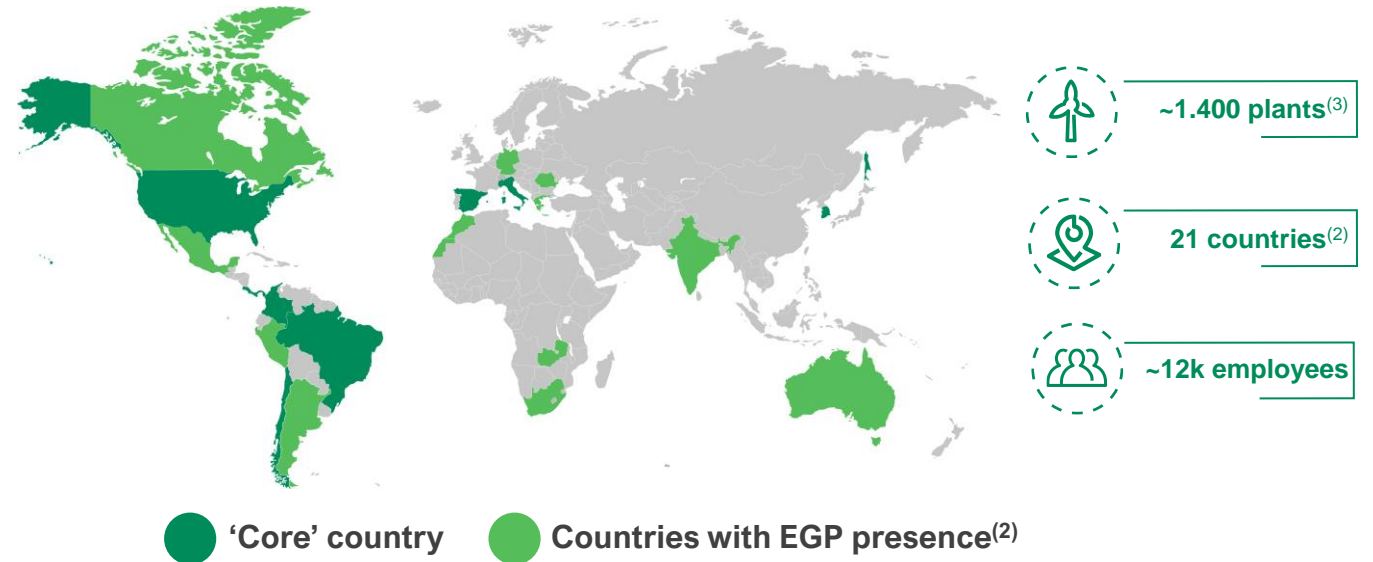 ~1.400 plants(3)
21 countries(2)
~12k employees
'Core' country
Countries with EGP presence(2)